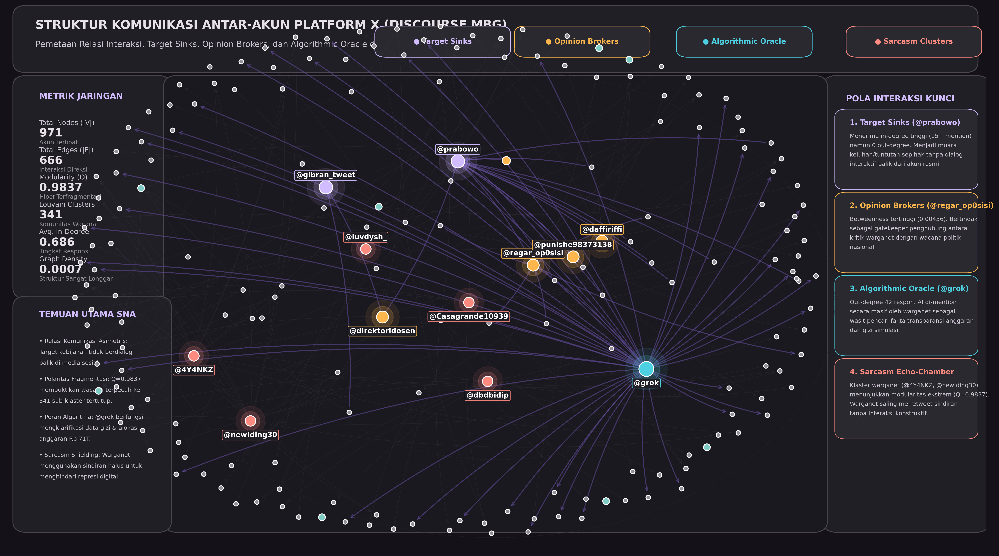 STRUKTUR KOMUNIKASI ANTAR-AKUN PLATFORM X (DISCOURSE MBG)
Pemetaan Relasi Interaksi, Target Sinks, Opinion Brokers, dan Algorithmic Oracle
● Target Sinks
● Opinion Brokers
● Algorithmic Oracle
● Sarcasm Clusters
METRIK JARINGAN
Total Nodes (|V|)
971
Akun Terlibat
Total Edges (|E|)
666
Interaksi Direksi
Modularity (Q)
0.9837
Hiper-Terfragmentasi
Louvain Clusters
341
Komunitas Wacana
Avg. In-Degree
0.686
Tingkat Respons
Graph Density
0.0007
Struktur Sangat Longgar
TEMUAN UTAMA SNA
• Relasi Komunikasi Asimetris:
Target kebijakan tidak berdialog
balik di media sosial.
• Polaritas Fragmentasi: Q=0.9837
membuktikan wacana terpecah ke
341 sub-klaster tertutup.
• Peran Algoritma: @grok berfungsi
mengklarifikasi data gizi & alokasi
anggaran Rp 71T.
• Sarcasm Shielding: Warganet
menggunakan sindiran halus untuk
menghindari represi digital.
@prabowo
@gibran_tweet
@luvdysh_
@daffiriffi
@punishe98373138
@regar_op0sisi
@Casagrande10939
@direktoridosen
@4Y4NKZ
@grok
@dbdbidip
@newIding30
POLA INTERAKSI KUNCI
1. Target Sinks (@prabowo)
Menerima in-degree tinggi (15+ mention)
namun 0 out-degree. Menjadi muara
keluhan/tuntutan sepihak tanpa dialog
interaktif balik dari akun resmi.
2. Opinion Brokers (@regar_op0sisi)
Betweenness tertinggi (0.00456). Bertindak
sebagai gatekeeper penghubung antara
kritik warganet dengan wacana politik
nasional.
3. Algorithmic Oracle (@grok)
Out-degree 42 respon. AI di-mention
secara masif oleh warganet sebagai
wasit pencari fakta transparansi anggaran
dan gizi simulasi.
4. Sarcasm Echo-Chamber
Klaster warganet (@4Y4NKZ, @newIding30)
menunjukkan modularitas ekstrem (Q=0.9837).
Warganet saling me-retweet sindiran
tanpa interaksi konstruktif.